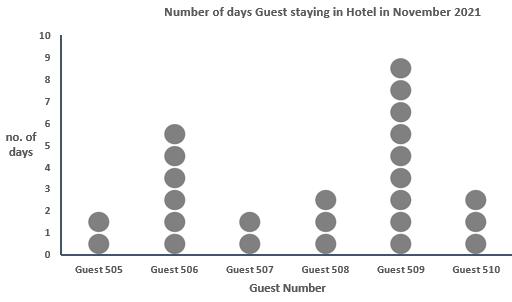 Number of days Guest staying in Hotel in November 2021
10
9
8
7
6
5
4
3
2
1
0
no. of
days
Guest 505 Guest 506 Guest 507 Guest 508 Guest 509 Guest 510
Guest Number